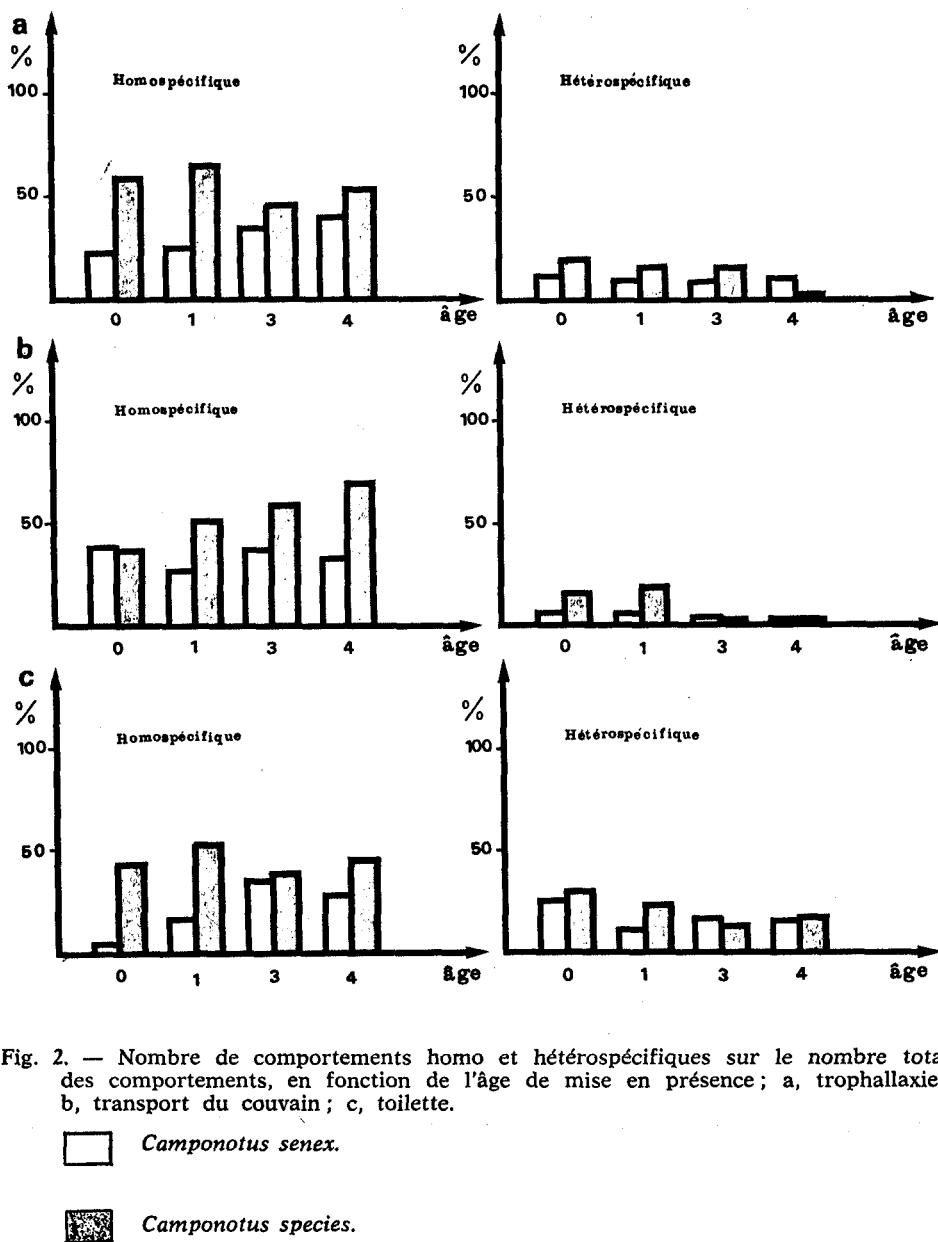 a
%
Homospécifique
100
50
0 1 3 4 âge
%
Hétérospécifique
100
50
0 1 3 4 âge
b
%
Homospécifique
100
50
0 1 3 4 âge
%
Hétérospécifique
100
50
0 1 3 4 âge
c
%
Homospécifique
100
50
0 1 3 4 âge
%
Hétérospécifique
100
50
0 1 3 4 âge
Fig. 2. — Nombre de comportements homo et hétérospécifiques sur le nombre tota
des comportements, en fonction de l'âge de mise en présence ; a, trophallaxie
b, transport du couvain ; c, toilette.
Camponotus senex.
Camponotus species.